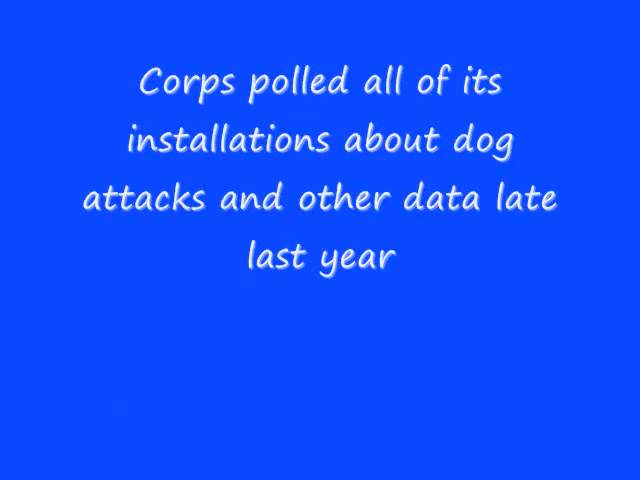 Corps polled all of its
installations about dog
attacks and other data late
last year